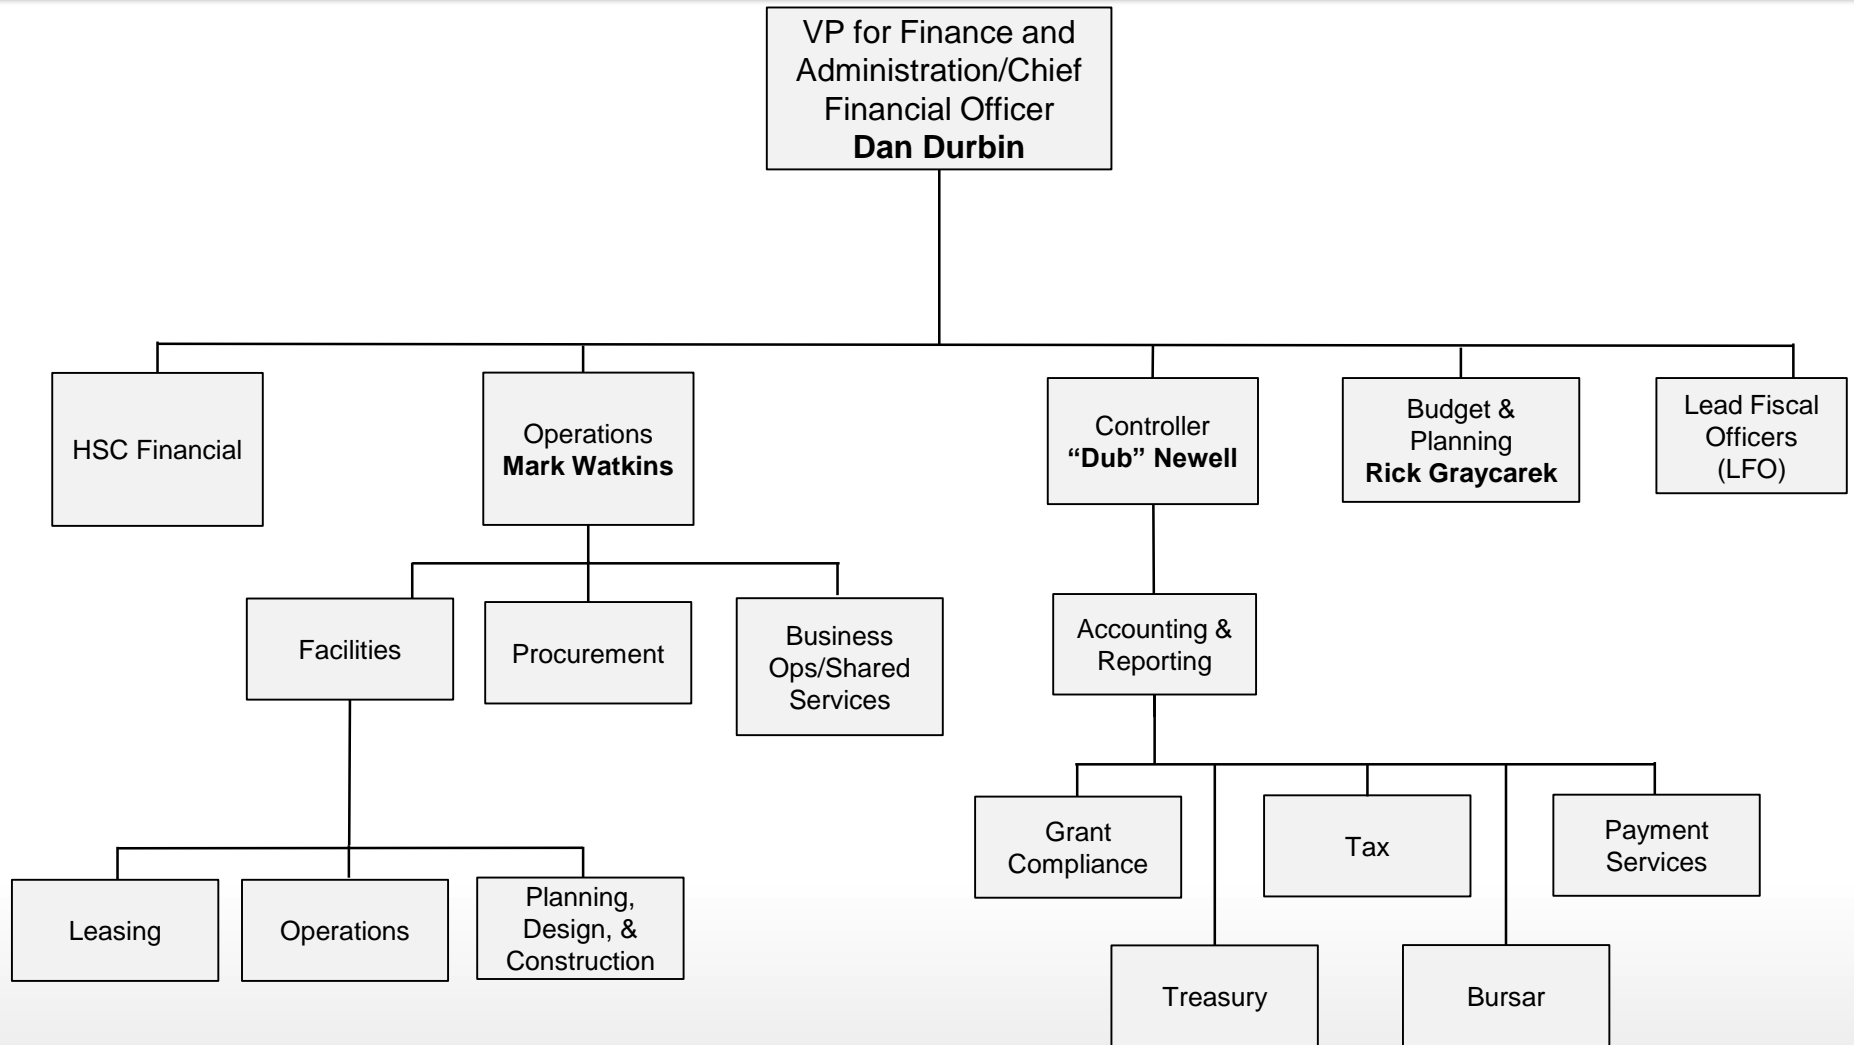 VP for Finance and
Administration/Chief
Financial Officer
Dan Durbin
HSC Financial
Operations
Mark Watkins
Controller
“Dub” Newell
Budget &
Planning
Rick Graycarek
Lead Fiscal
Officers
(LFO)
Facilities
Procurement
Business
Ops/Shared
Services
Accounting &
Reporting
Grant
Compliance
Tax
Payment
Services
Leasing
Operations
Planning,
Design, &
Construction
Treasury
Bursar